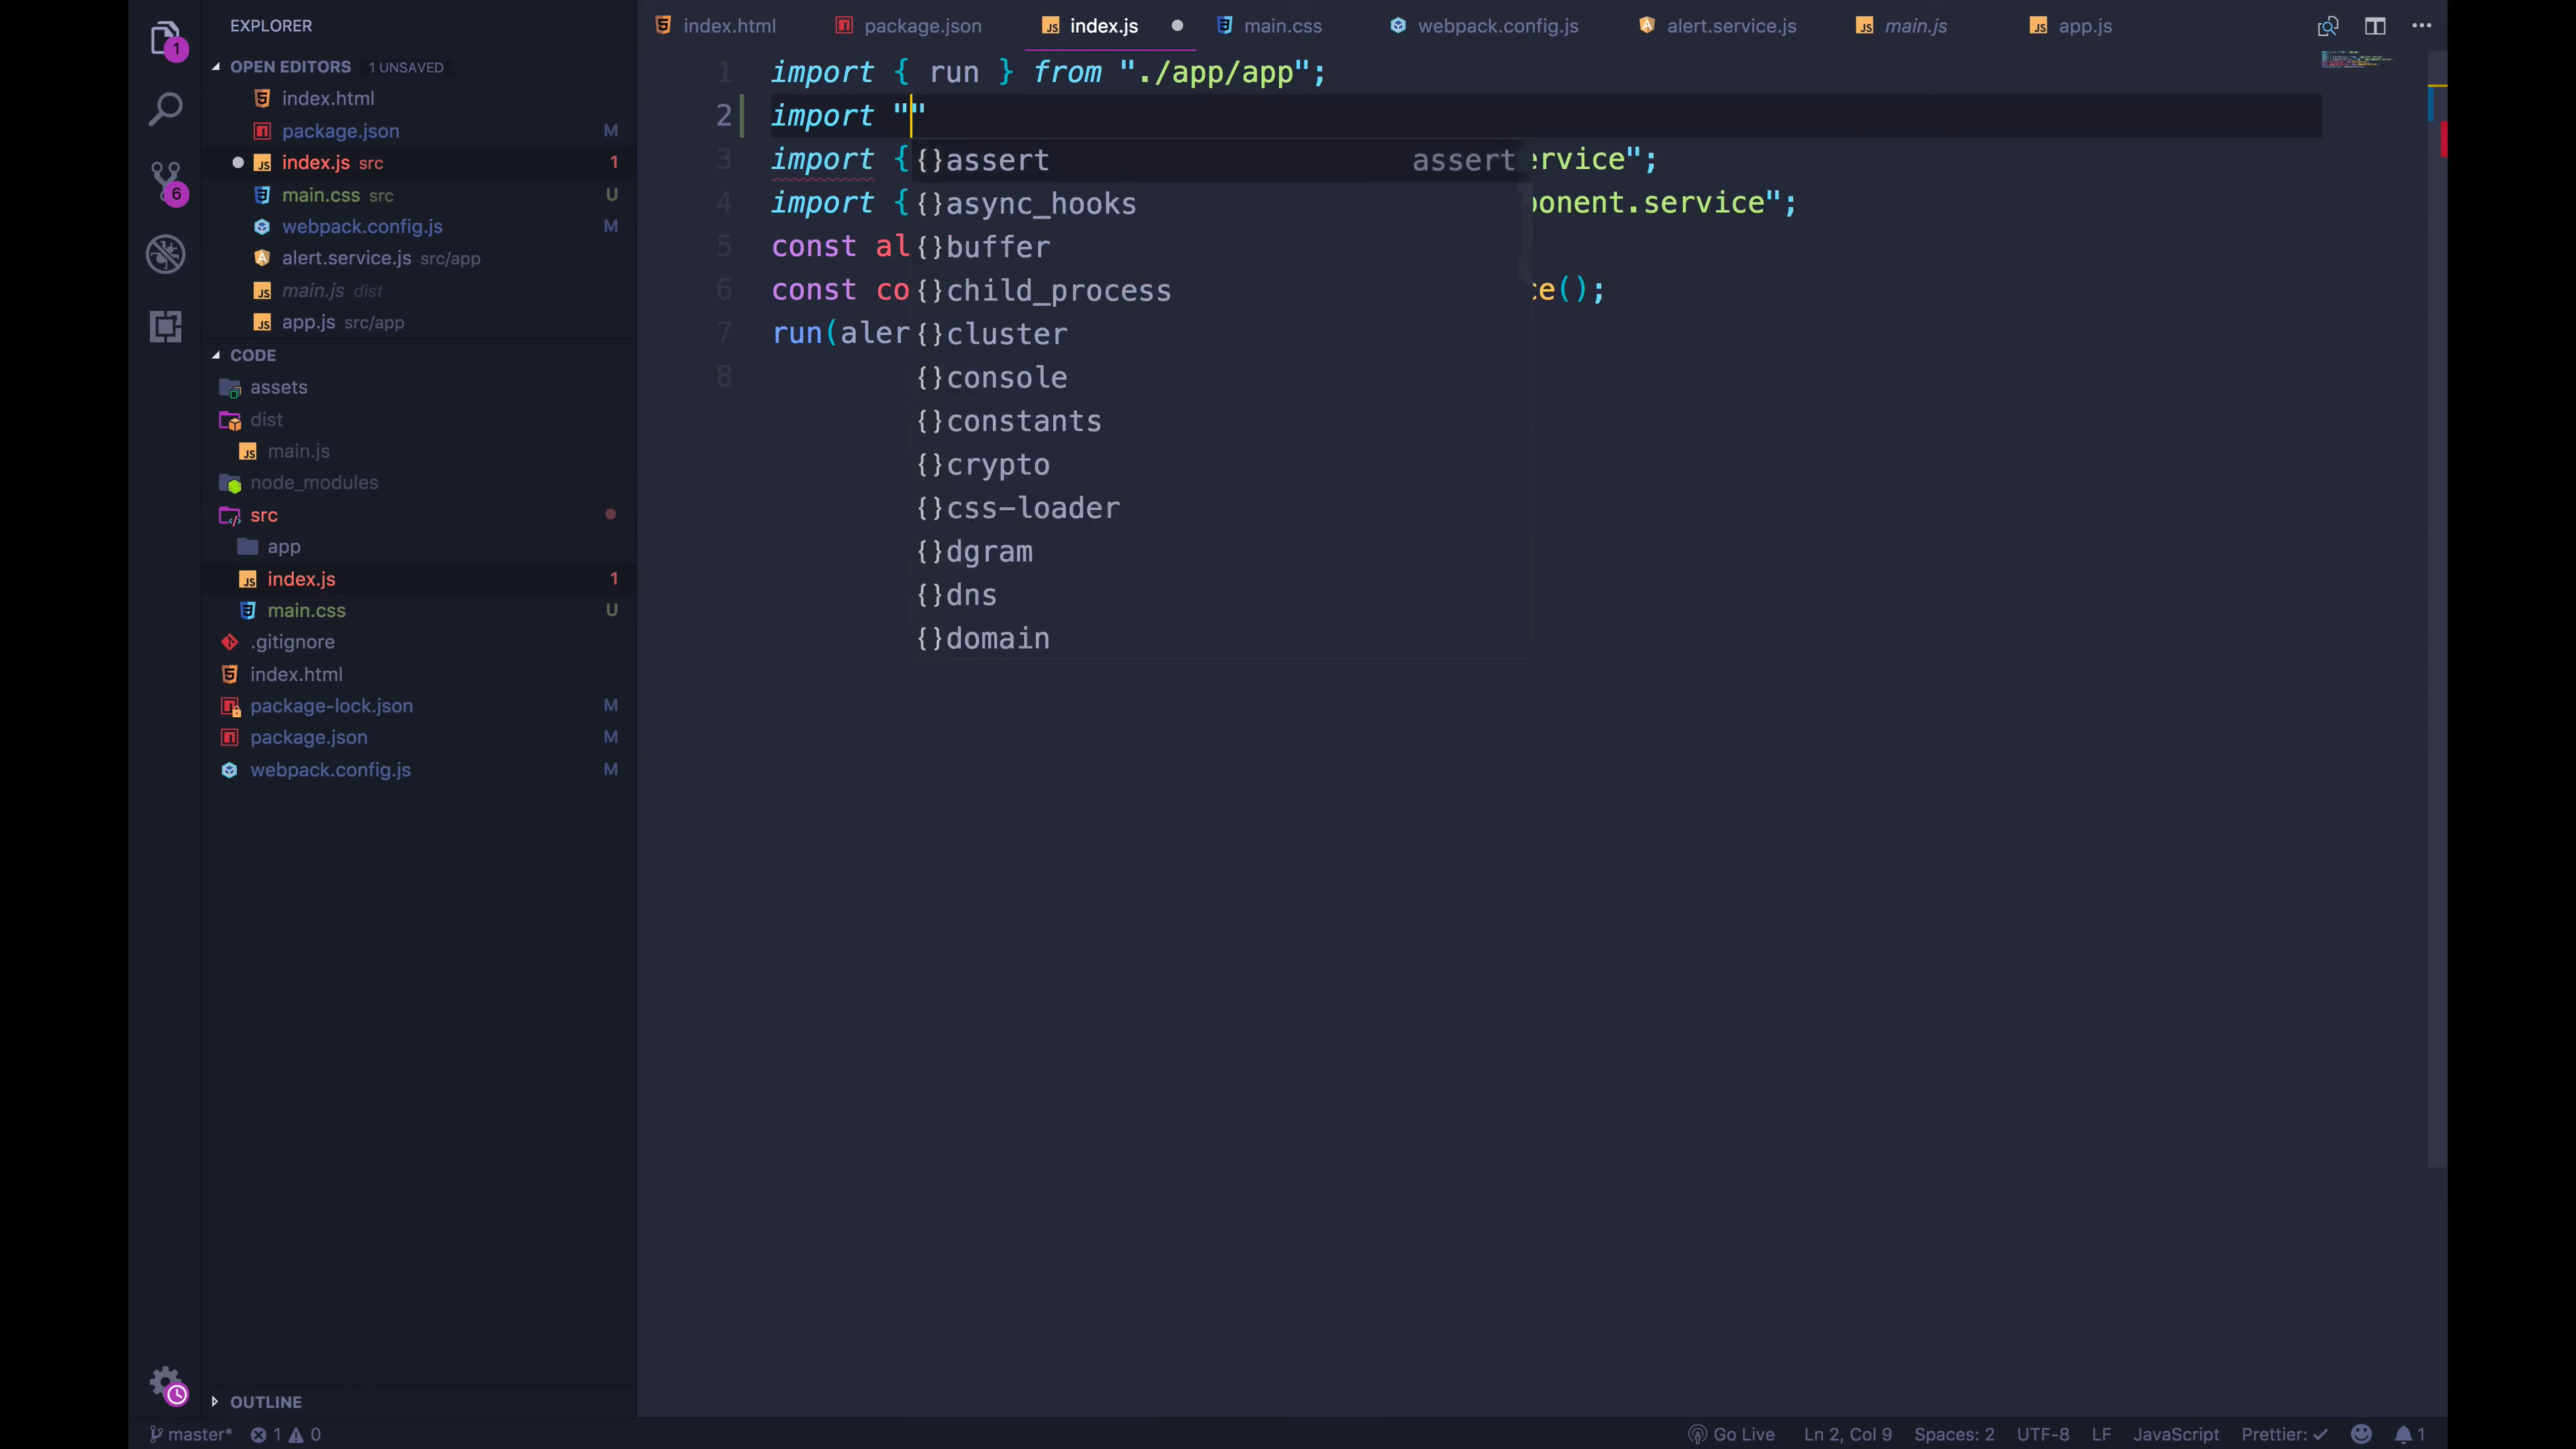 EXPLORER
OPEN EDITORS 1 UNSAVED
index.html
package.json M
index.js src 1
main.css src U
webpack.config.js M
alert.service.js src/app
main.js dist
app.js src/app
CODE
assets
dist
main.js
node_modules
src
app
index.js 1
main.css U
.gitignore
index.html
package-lock.json M
package.json M
webpack.config.js M
OUTLINE
1
6
index.html package.json index.js main.css webpack.config.js alert.service.js main.js app.js
1 import { run } from "./app/app";
2 import ""
3 import { ervice";
4 import { onent.service";
5 const al
6 const co ce();
7 run(aler
8
{} assert assert
{} async_hooks
{} buffer
{} child_process
{} cluster
{} console
{} constants
{} crypto
{} css-loader
{} dgram
{} dns
{} domain
master* 1 0 Go Live Ln 2, Col 9 Spaces: 2 UTF-8 LF JavaScript Prettier: ✓ 1